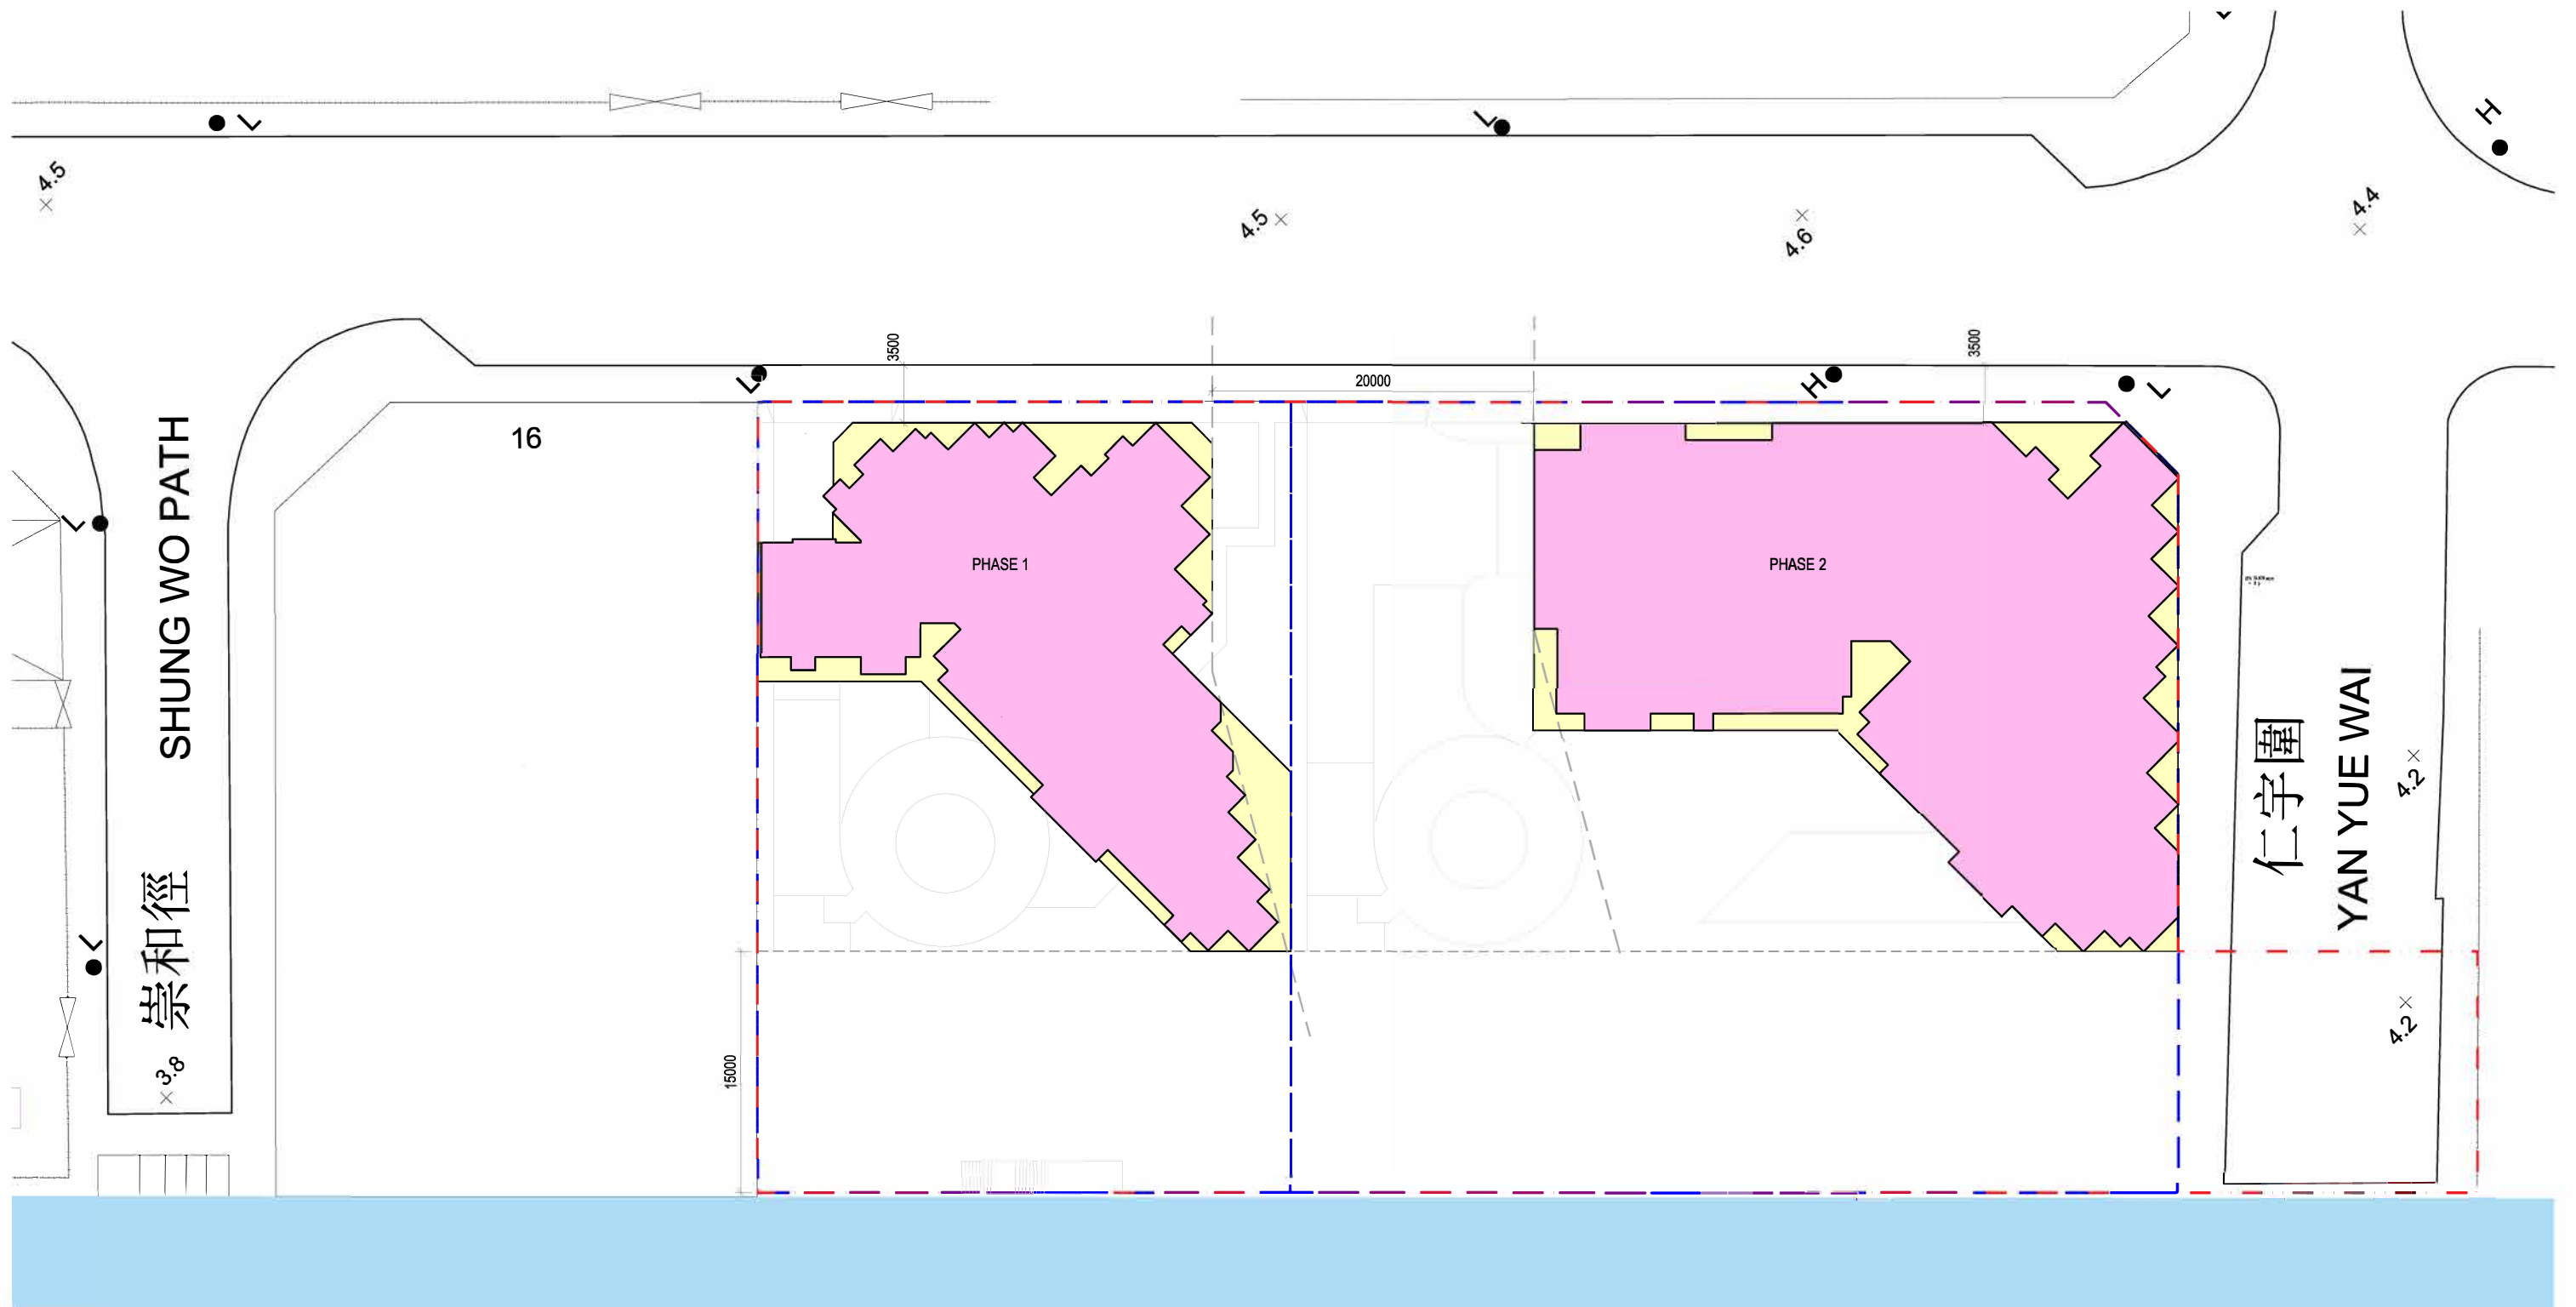 L
L
H
4.5
4.5
4.6
4.4
3500
3500
20000
L
H
L
16
L
SHUNG WO PATH
崇和徑
PHASE 1
PHASE 2
仁宇圍
YAN YUE WAI
4.2
L
4.2
3.8
15000